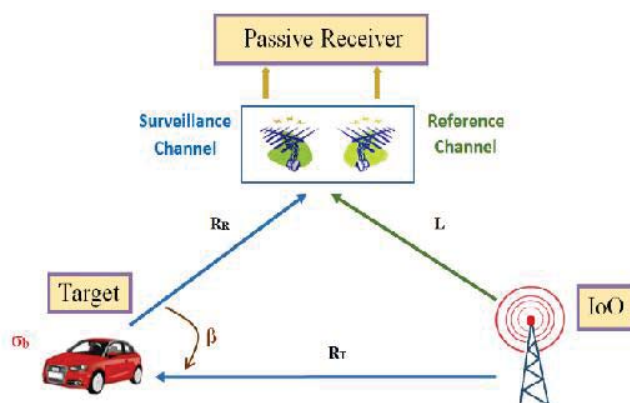 Passive Receiver
Surveillance
Channel
Reference
Channel
RR
L
Target
IoO
σb
β
RT